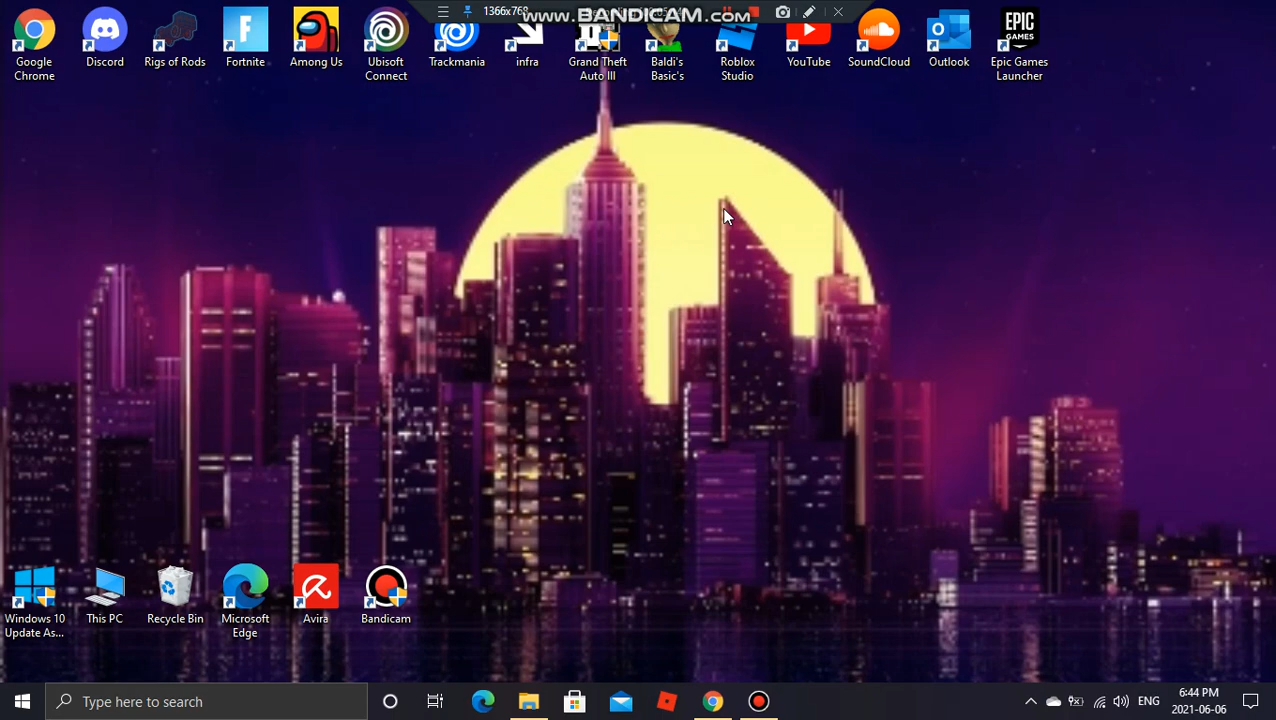 1366x768
www.BANDICAM.com
EPIC
GAMES
Google
Chrome
Discord
Rigs of Rods
Fortnite
Among Us
Ubisoft
Connect
Trackmania
infra
Grand Theft
Auto III
Baldi's
Basic's
Roblox
Studio
YouTube
SoundCloud
Outlook
Epic Games
Launcher
Windows 10
Update As...
This PC
Recycle Bin
Microsoft
Edge
Avira
Bandicam
Type here to search
ENG
6:44 PM
2021-06-06